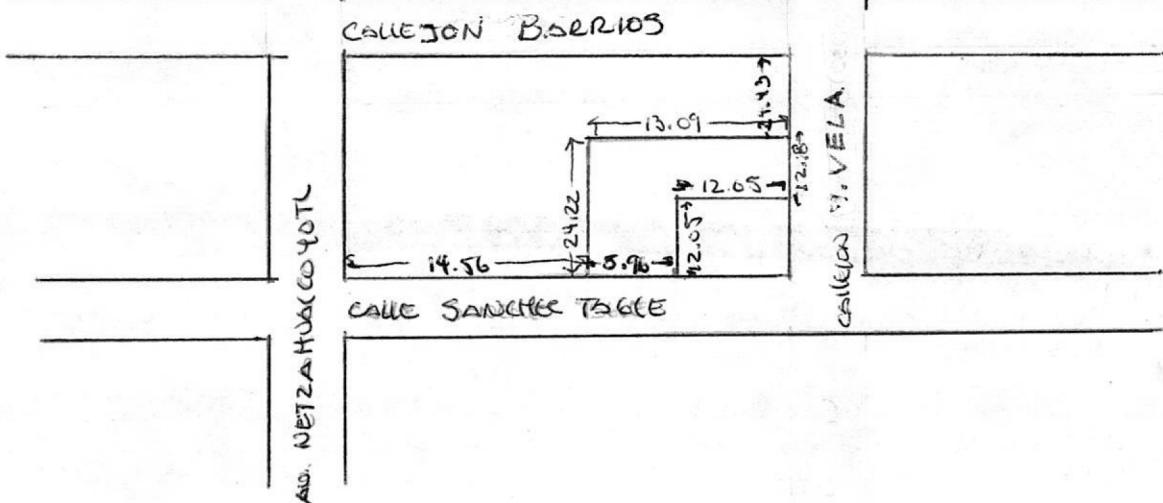 CALLEJON BARRIOS
24.43
13.09
CALLEJON M. VELA
12.18
12.05
24.22
12.05
14.56
5.96
CALLE SANCHEZ TAGLE
AV. NETZAHUALCOYOTL